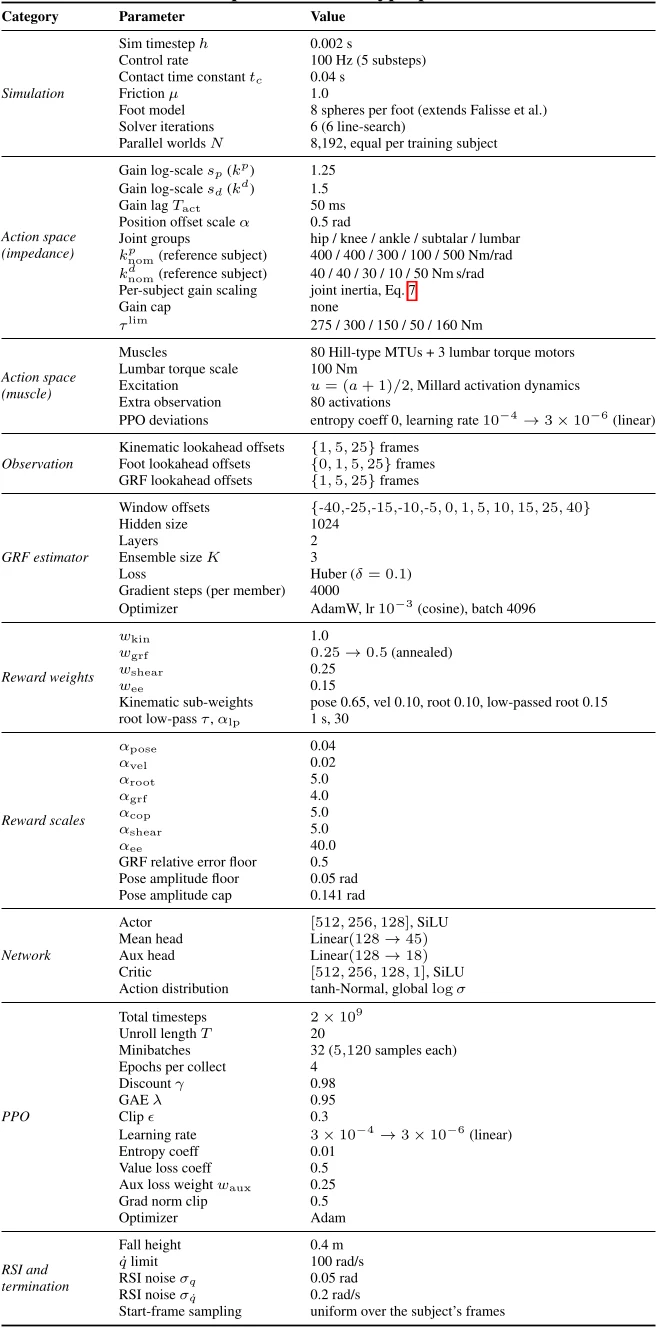 Category Parameter Value
Sim timestep h 0.002 s
Control rate 100 Hz (5 substeps)
Contact time constant t_c 0.04 s
Simulation Friction μ 1.0
Foot model 8 spheres per foot (extends Falisse et al.)
Solver iterations 6 (6 line-search)
Parallel worlds N 8,192, equal per training subject
Gain log-scale s_p (k^p) 1.25
Gain log-scale s_d (k^d) 1.5
Gain lag T_act 50 ms
Position offset scale α 0.5 rad
Action space (impedance) Joint groups hip / knee / ankle / subtalar / lumbar
k^p_nom (reference subject) 400 / 400 / 300 / 100 / 500 Nm/rad
k^d_nom (reference subject) 40 / 40 / 30 / 10 / 50 Nm s/rad
Per-subject gain scaling joint inertia, Eq. 7
Gain cap none
τ^lim 275 / 300 / 150 / 50 / 160 Nm
Muscles 80 Hill-type MTUs + 3 lumbar torque motors
Lumbar torque scale 100 Nm
Action space (muscle) Excitation u = (a + 1)/2, Millard activation dynamics
Extra observation 80 activations
PPO deviations entropy coeff 0, learning rate 10^−4 → 3 × 10^−6 (linear)
Kinematic lookahead offsets {1, 5, 25} frames
Observation Foot lookahead offsets {0, 1, 5, 25} frames
GRF lookahead offsets {1, 5, 25} frames
Window offsets {-40,-25,-15,-10,-5, 0, 1, 5, 10, 15, 25, 40}
Hidden size 1024
Layers 2
GRF estimator Ensemble size K 3
Loss Huber (δ = 0.1)
Gradient steps (per member) 4000
Optimizer AdamW, lr 10^−3 (cosine), batch 4096
w_kin 1.0
w_grf 0.25 → 0.5 (annealed)
Reward weights w_shear 0.25
w_ee 0.15
Kinematic sub-weights pose 0.65, vel 0.10, root 0.10, low-passed root 0.15
root low-pass τ, α_lp 1 s, 30
α_pose 0.04
α_vel 0.02
α_root 5.0
α_grf 4.0
Reward scales α_cop 5.0
α_shear 5.0
α_ee 40.0
GRF relative error floor 0.5
Pose amplitude floor 0.05 rad
Pose amplitude cap 0.141 rad
Actor [512, 256, 128], SiLU
Mean head Linear(128 → 45)
Network Aux head Linear(128 → 18)
Critic [512, 256, 128, 1], SiLU
Action distribution tanh-Normal, global log σ
Total timesteps 2 × 10^9
Unroll length T 20
Minibatches 32 (5,120 samples each)
Epochs per collect 4
Discount γ 0.98
GAE λ 0.95
PPO Clip ϵ 0.3
Learning rate 3 × 10^−4 → 3 × 10^−6 (linear)
Entropy coeff 0.01
Value loss coeff 0.5
Aux loss weight w_aux 0.25
Grad norm clip 0.5
Optimizer Adam
Fall height 0.4 m
q̇ limit 100 rad/s
RSI and termination RSI noise σ_q 0.05 rad
RSI noise σ_q̇ 0.2 rad/s
Start-frame sampling uniform over the subject's frames